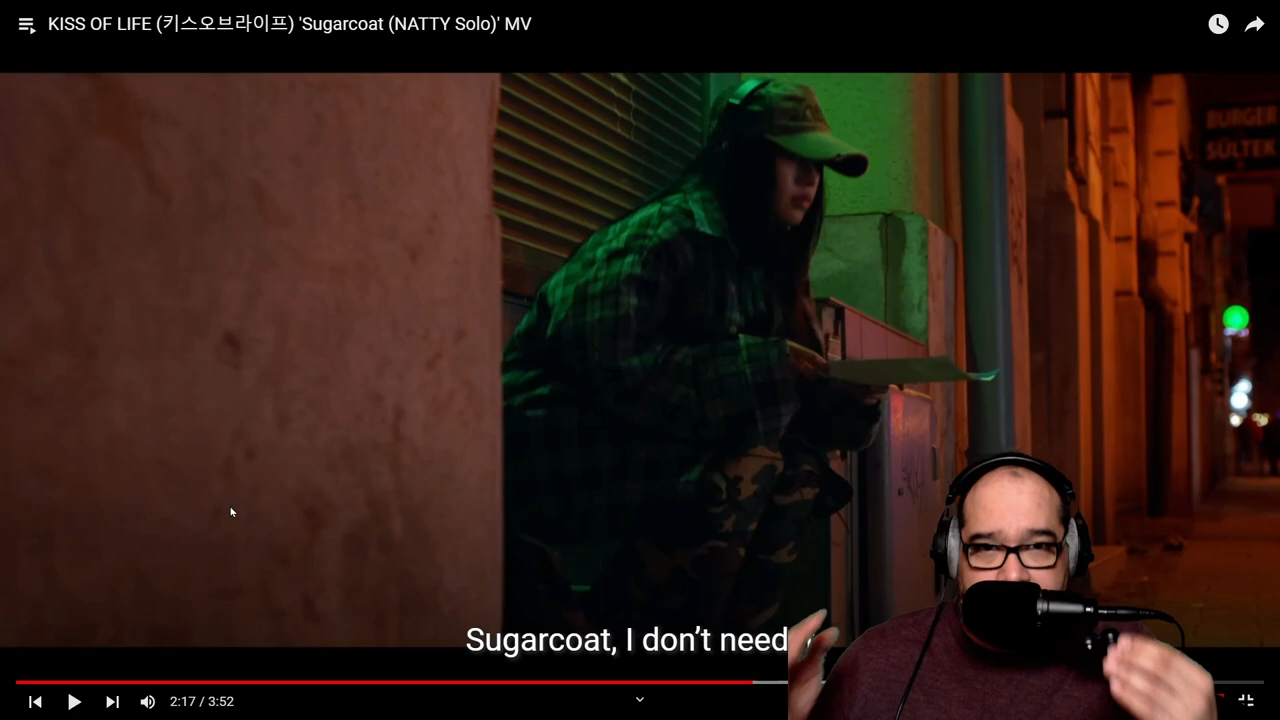 KISS OF LIFE (키스오브라이프) 'Sugarcoat (NATTY Solo)' MV
BURGER
SÜLTEK
Sugarcoat, I don’t need
2:17 / 3:52